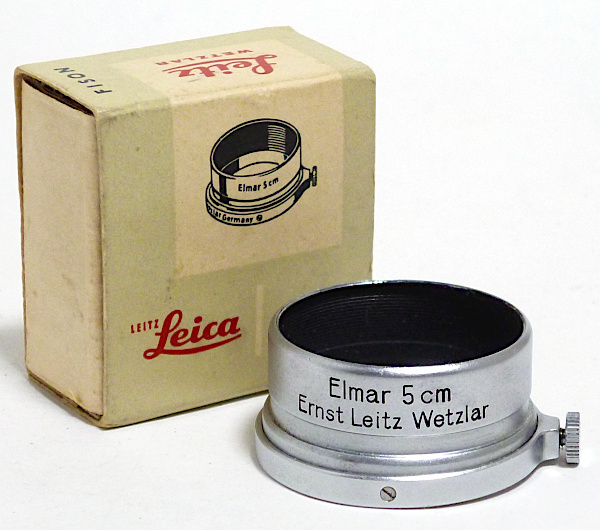 Leitz
WETZLAR
FISON
Elmar 5cm
Germany
LEITZ
Leica
Elmar 5 cm
Ernst Leitz Wetzlar